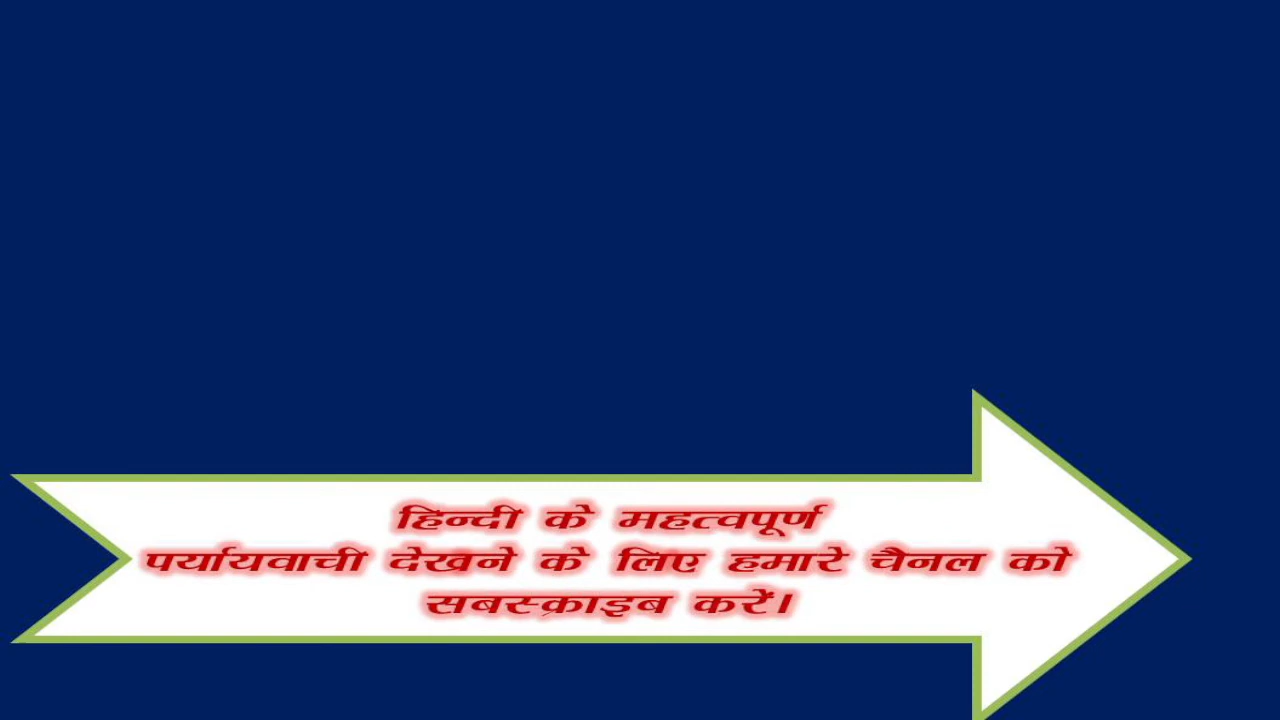 हिन्दी के महत्वपूर्ण
पर्यायवाची देखने के लिए हमारे चैनल को
सबस्क्राइब करें।